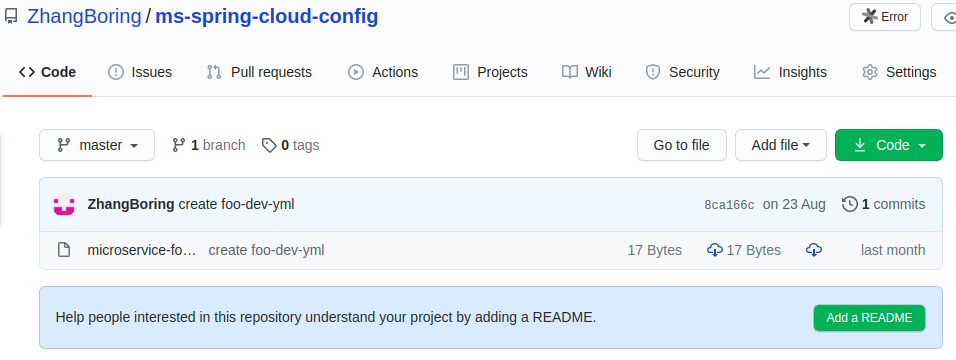 ZhangBoring / ms-spring-cloud-config Error
Code Issues Pull requests Actions Projects Wiki Security Insights Settings
master 1 branch 0 tags Go to file Add file Code
ZhangBoring create foo-dev-yml 8ca166c on 23 Aug 1 commits
microservice-fo... create foo-dev-yml 17 Bytes 17 Bytes last month
Help people interested in this repository understand your project by adding a README. Add a README